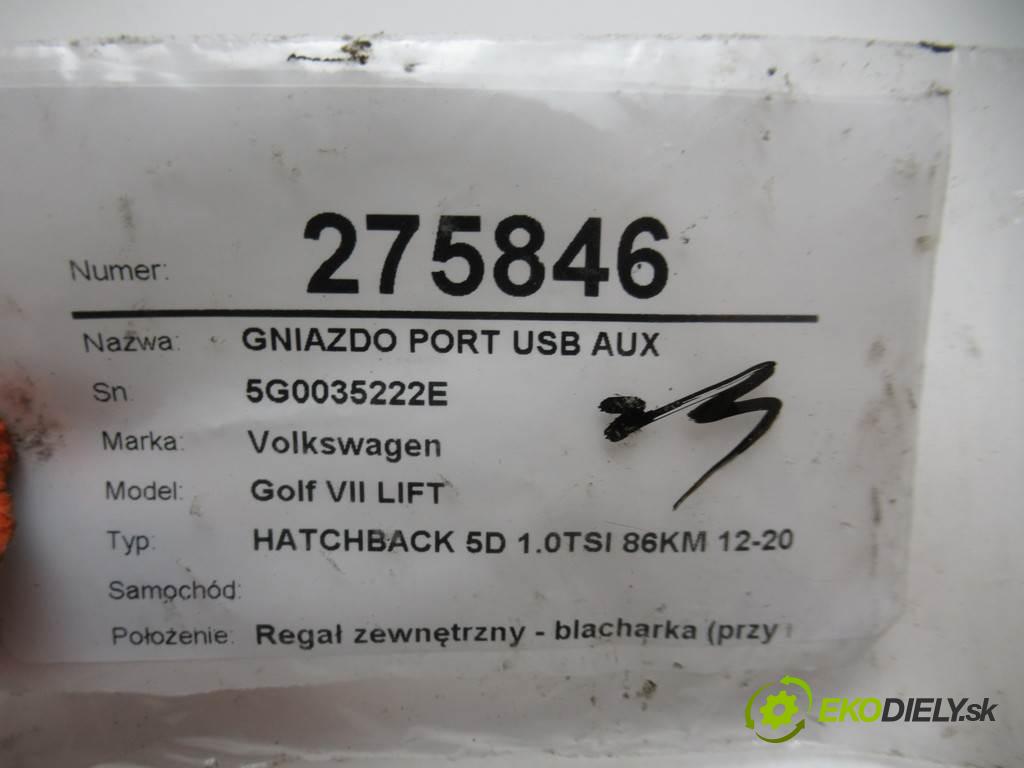 Numer: 275846
Nazwa: GNIAZDO PORT USB AUX
Sn 5G0035222E
Marka: Volkswagen
Model: Golf VII LIFT
Typ: HATCHBACK 5D 1.0TSI 86KM 12-20
Samochód:
Położenie: Regał zewnętrzny - blacharka (przy
EKODIELY.sk